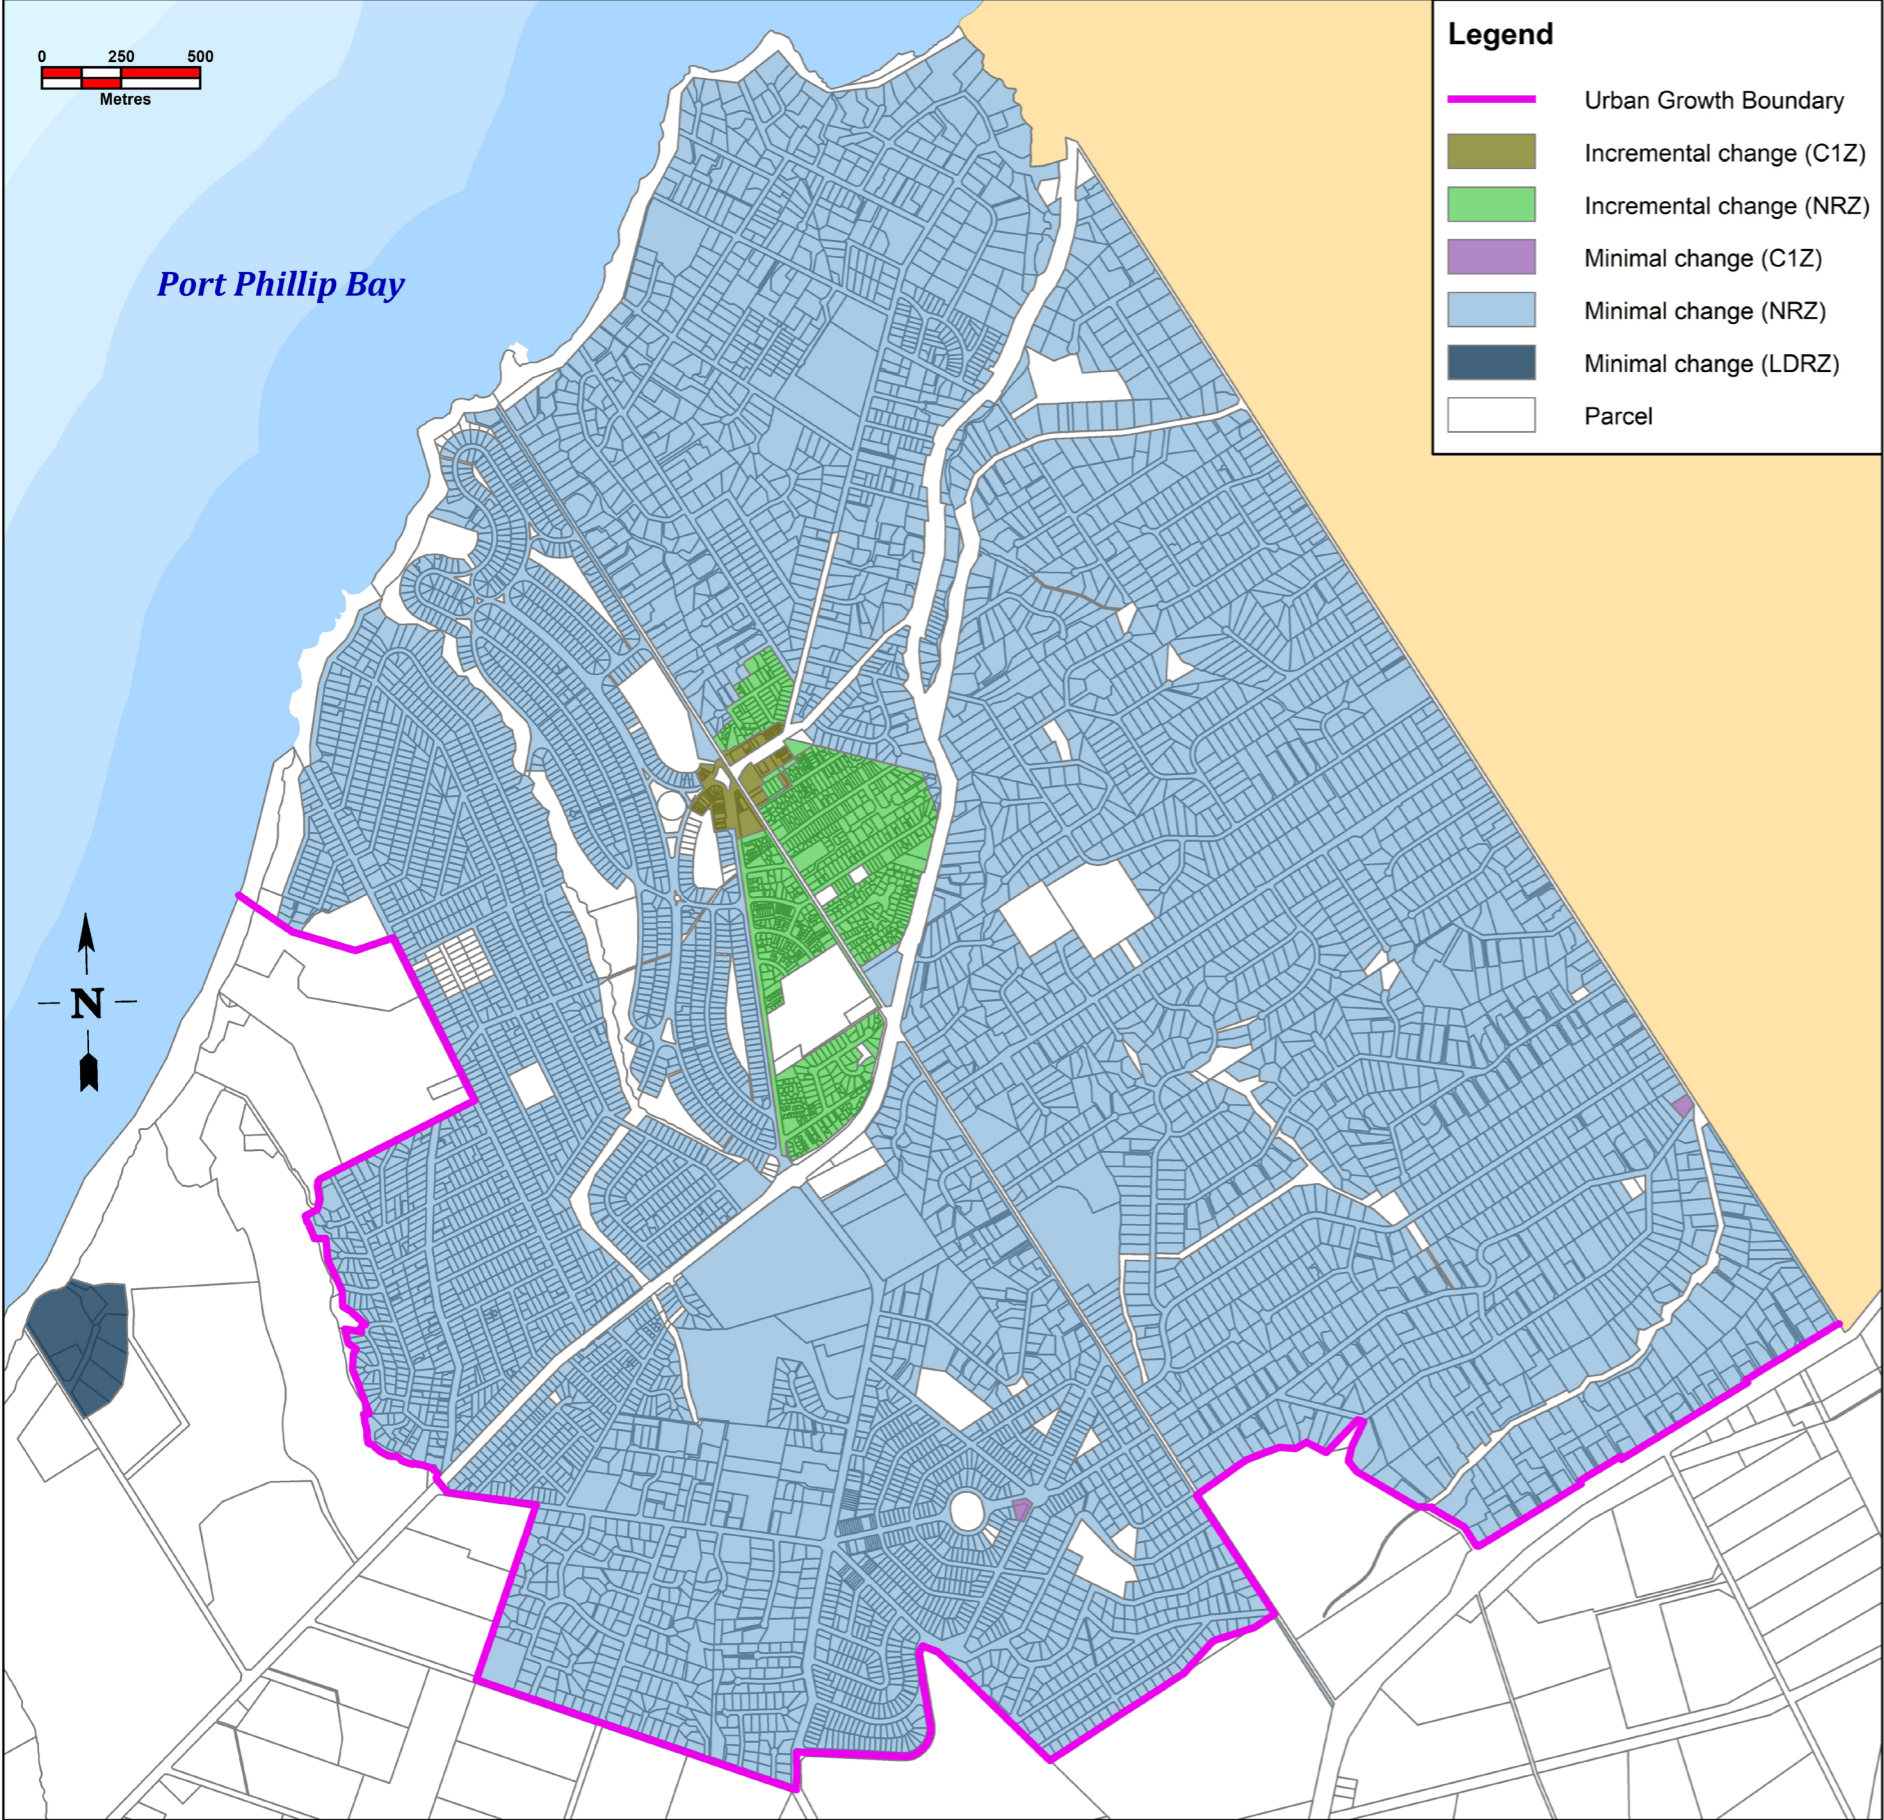 0 250 500
Metres
Port Phillip Bay
N
Legend
Urban Growth Boundary
Incremental change (C1Z)
Incremental change (NRZ)
Minimal change (C1Z)
Minimal change (NRZ)
Minimal change (LDRZ)
Parcel